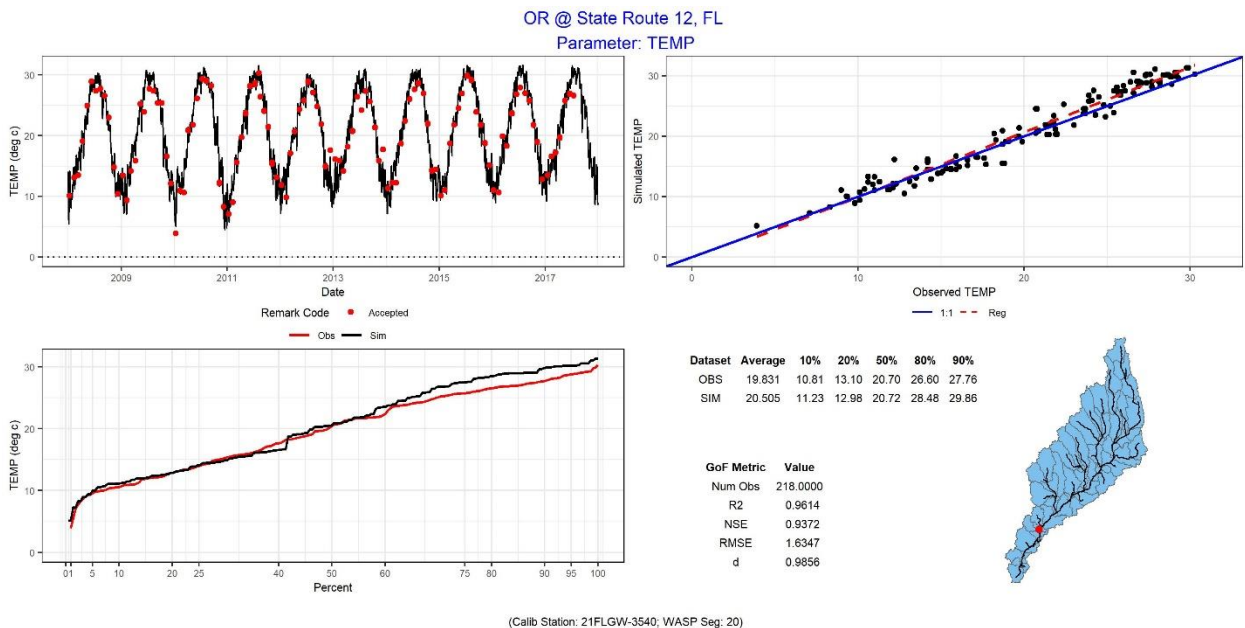 OR @ State Route 12, FL
Parameter: TEMP
TEMP (deg c)
30
20
10
0
2009 2011 2013 2015 2017
Date
Remark Code Accepted
Simulated TEMP
30
20
10
0
0 10 20 30
Observed TEMP
1:1 Reg
Obs Sim
TEMP (deg c)
30
20
10
0
0 1 5 10 20 25 40 50 60 75 80 90 95 100
Percent
Dataset Average 10% 20% 50% 80% 90%
OBS 19.831 10.81 13.10 20.70 26.60 27.76
SIM 20.505 11.23 12.98 20.72 28.48 29.86
GoF Metric Value
Num Obs 218.0000
R2 0.9614
NSE 0.9372
RMSE 1.6347
d 0.9856
(Calib Station: 21FLGW-3540; WASP Seg: 20)